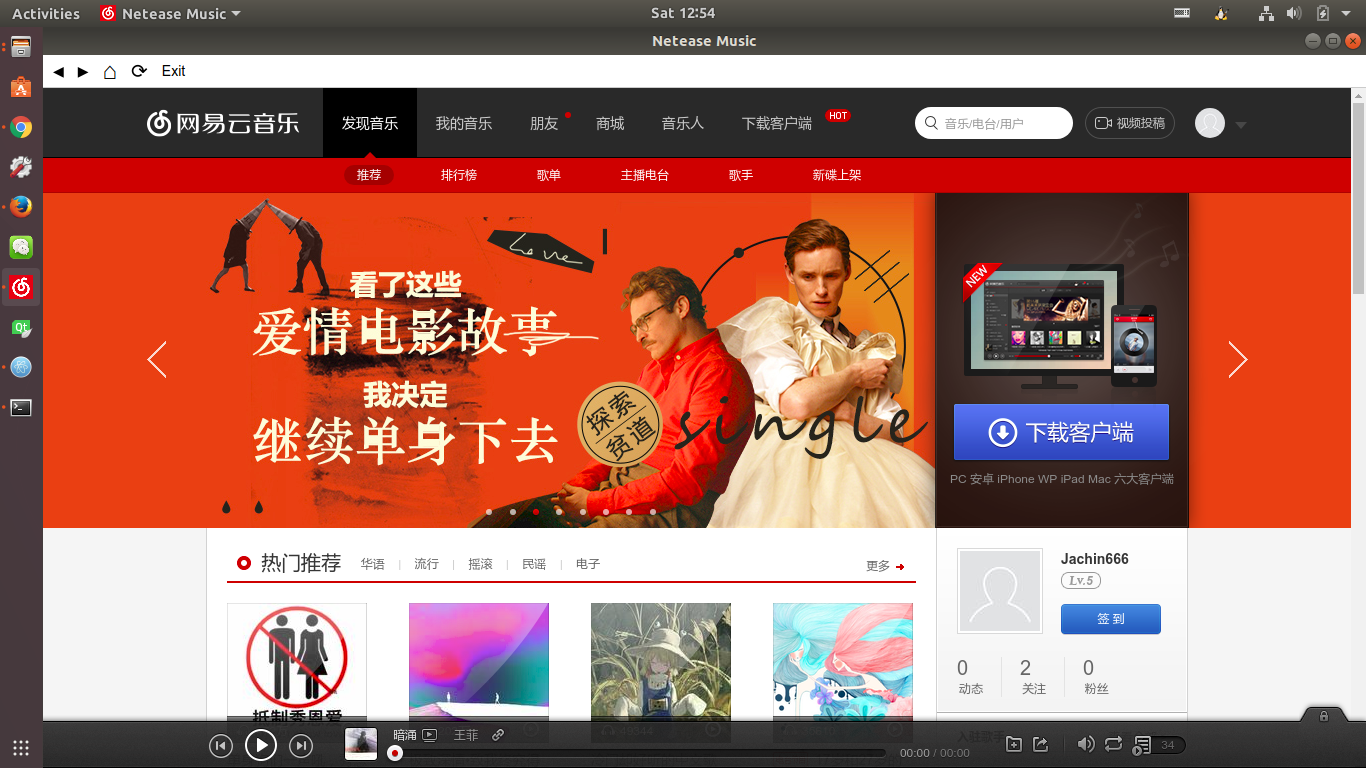 Activities
Netease Music
Sat 12:54
Netease Music
Exit
网易云音乐
发现音乐
我的音乐
朋友
商城
音乐人
下载客户端
HOT
音乐/电台/用户
视频投稿
推荐
排行榜
歌单
主播电台
歌手
新碟上架
love
看了这些
爱情电影故事
我决定
继续单身下去
探索
贫道
single
NEW
下载客户端
PC 安卓 iPhone WP iPad Mac 六大客户端
热门推荐
华语
流行
摇滚
民谣
电子
更多
Jachin666
Lv.5
签 到
0
动态
2
关注
0
粉丝
抵制秀恩爱
入驻歌手
暗涌
王菲
00:00 / 00:00
34